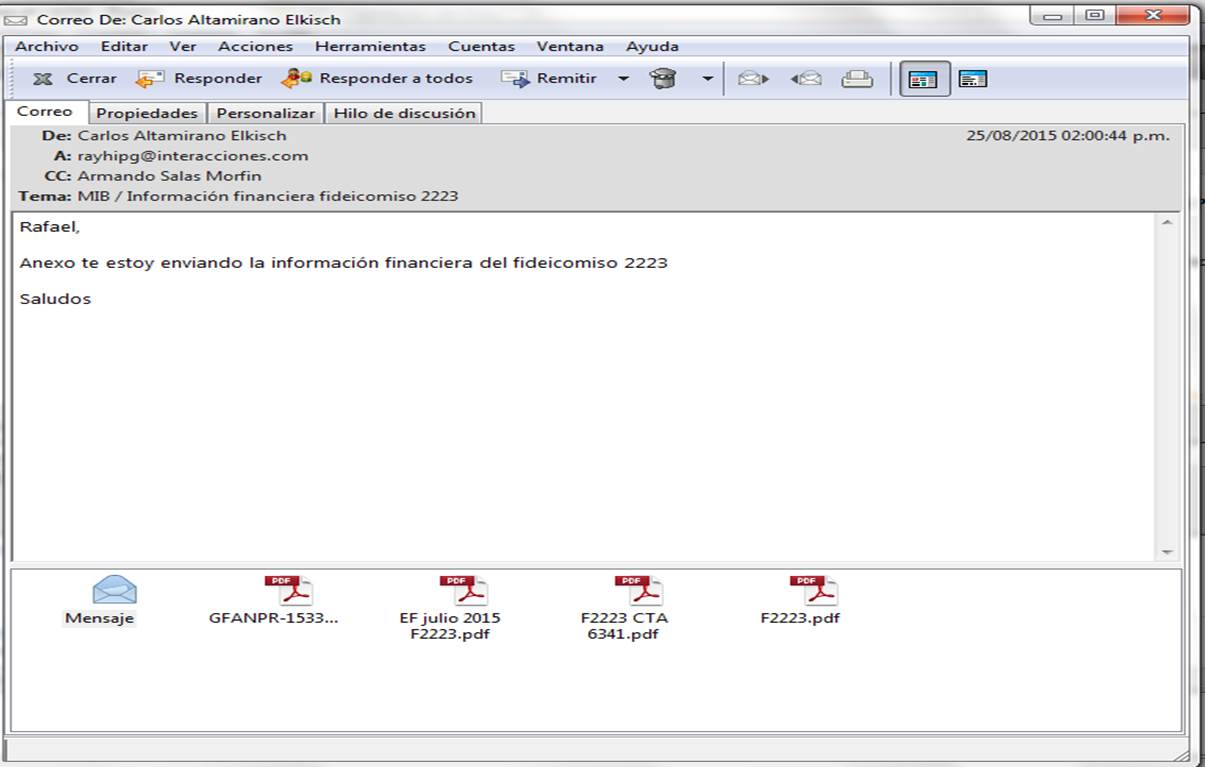 Correo De: Carlos Altamirano Elkisch
Archivo Editar Ver Acciones Herramientas Cuentas Ventana Ayuda
Cerrar Responder Responder a todos Remitir
Correo Propiedades Personalizar Hilo de discusión
De: Carlos Altamirano Elkisch 25/08/2015 02:00:44 p.m.
A: rayhipg@interacciones.com
CC: Armando Salas Morfin
Tema: MIB / Información financiera fideicomiso 2223
Rafael,
Anexo te estoy enviando la información financiera del fideicomiso 2223
Saludos
PDF PDF PDF PDF
Mensaje GFANPR-1533... EF julio 2015 F2223 CTA F2223.pdf
F2223.pdf 6341.pdf